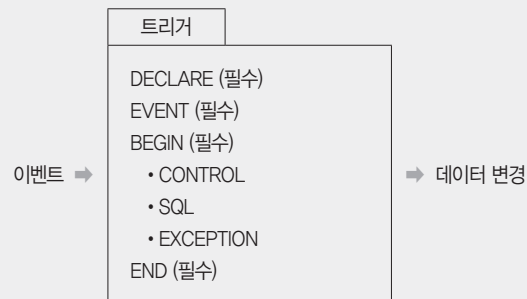 트리거
DECLARE (필수)
EVENT (필수)
BEGIN (필수)
이벤트 ➡ • CONTROL ➡ 데이터 변경
• SQL
• EXCEPTION
END (필수)